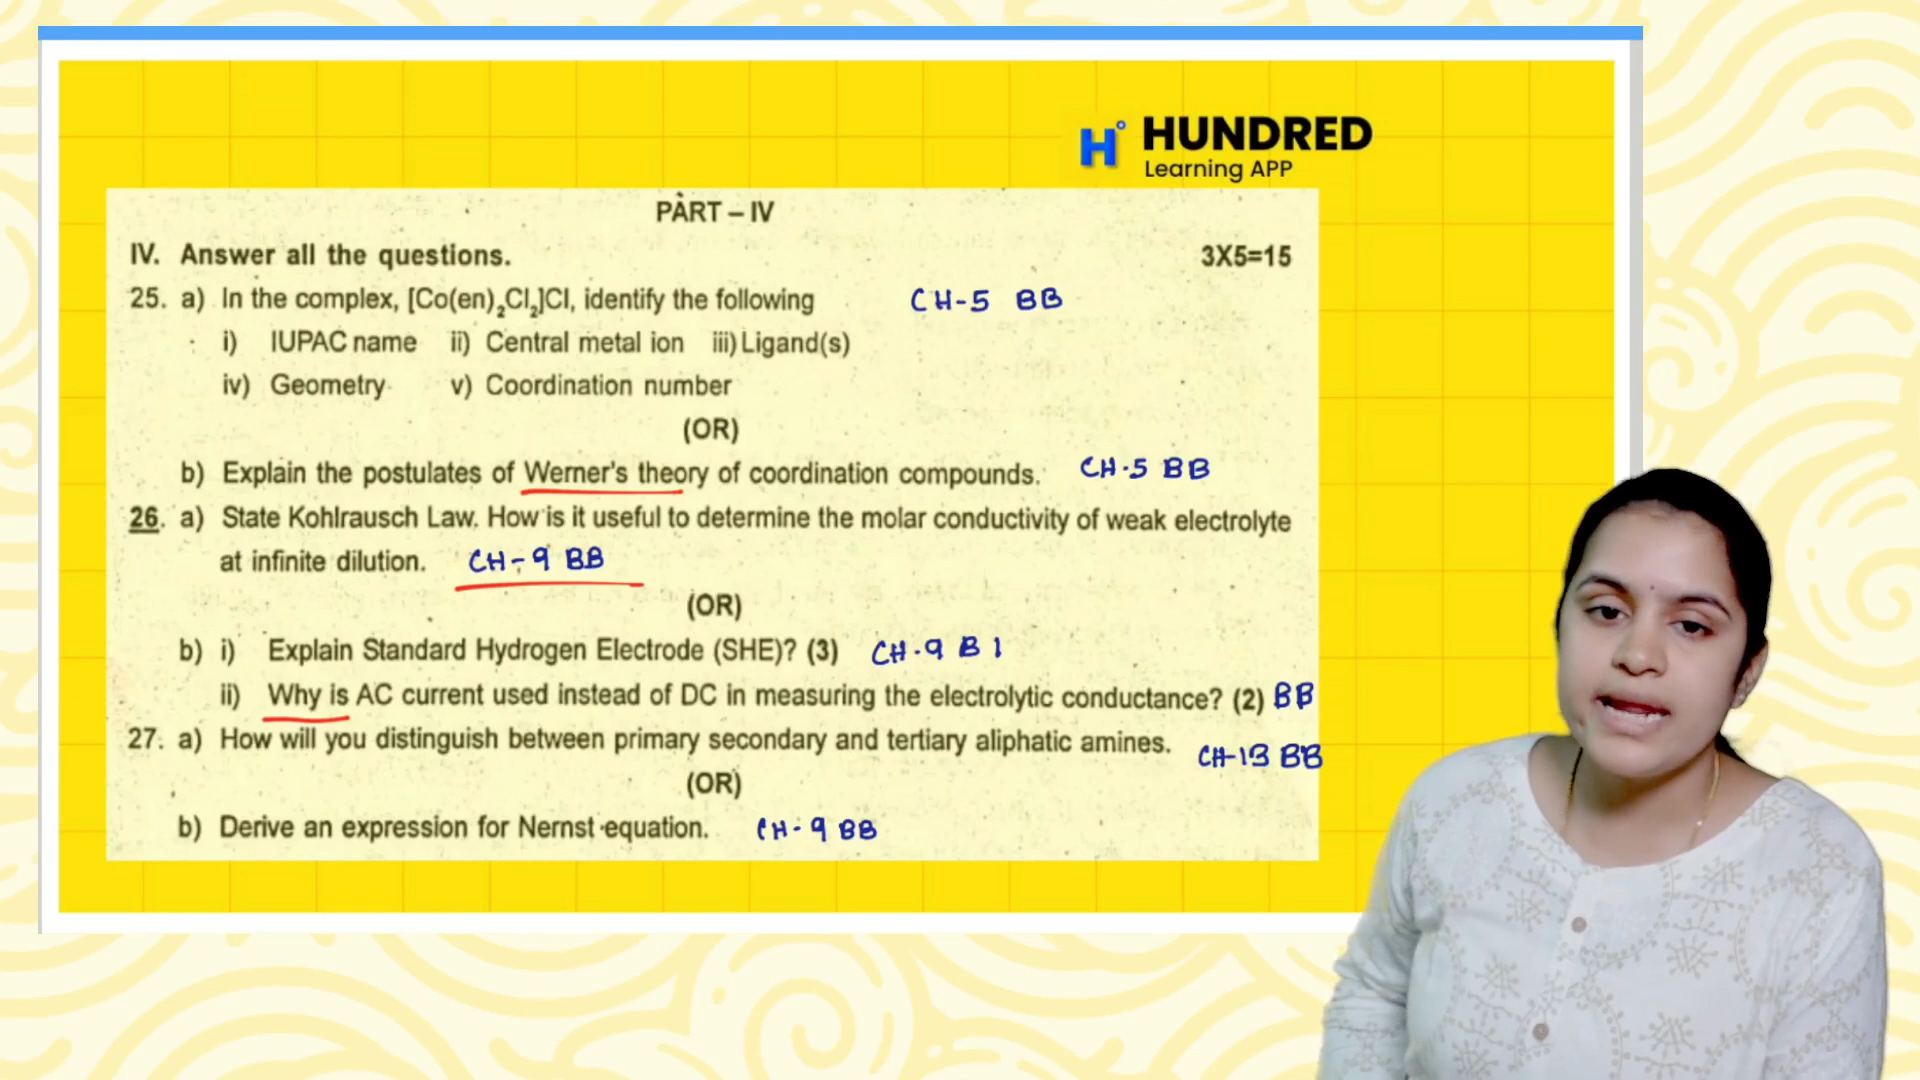 H° HUNDRED
Learning APP
PART – IV
IV. Answer all the questions. 3X5=15
25. a) In the complex, [Co(en)₂Cl₂]Cl, identify the following CH-5 BB
i) IUPAC name ii) Central metal ion iii) Ligand(s)
iv) Geometry v) Coordination number
(OR)
b) Explain the postulates of Werner's theory of coordination compounds. CH-5 BB
26. a) State Kohlrausch Law. How is it useful to determine the molar conductivity of weak electrolyte
at infinite dilution. CH-9 BB
(OR)
b) i) Explain Standard Hydrogen Electrode (SHE)? (3) CH-9 B I
ii) Why is AC current used instead of DC in measuring the electrolytic conductance? (2) BB
27. a) How will you distinguish between primary secondary and tertiary aliphatic amines. CH-13 BB
(OR)
b) Derive an expression for Nernst equation. CH-9 BB